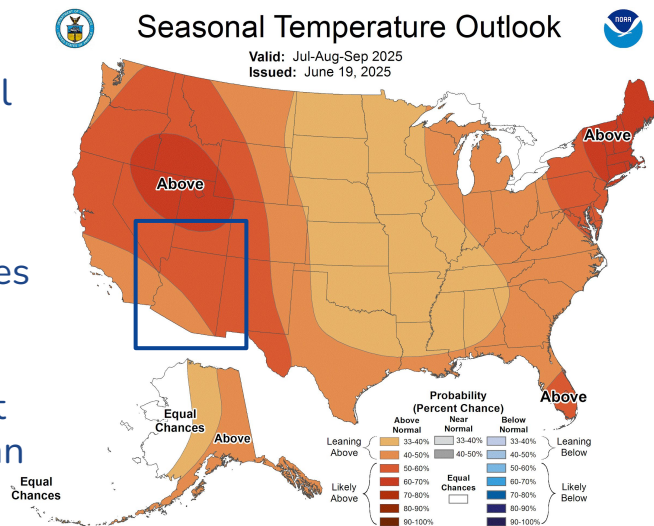 Seasonal Temperature Outlook
Valid: Jul-Aug-Sep 2025
Issued: June 19, 2025
NOAA
l
es
t
an
Above
Above
Above
Equal
Chances
Above
Equal
Chances
Probability
(Percent Chance)
Above
Normal
Near
Normal
Below
Normal
Leaning
Above
33-40%
33-40%
33-40%
Leaning
Below
40-50%
40-50%
40-50%
Likely
Above
50-60%
50-60%
60-70%
Equal
Chances
60-70%
Likely
Below
70-80%
70-80%
80-90%
80-90%
90-100%
90-100%